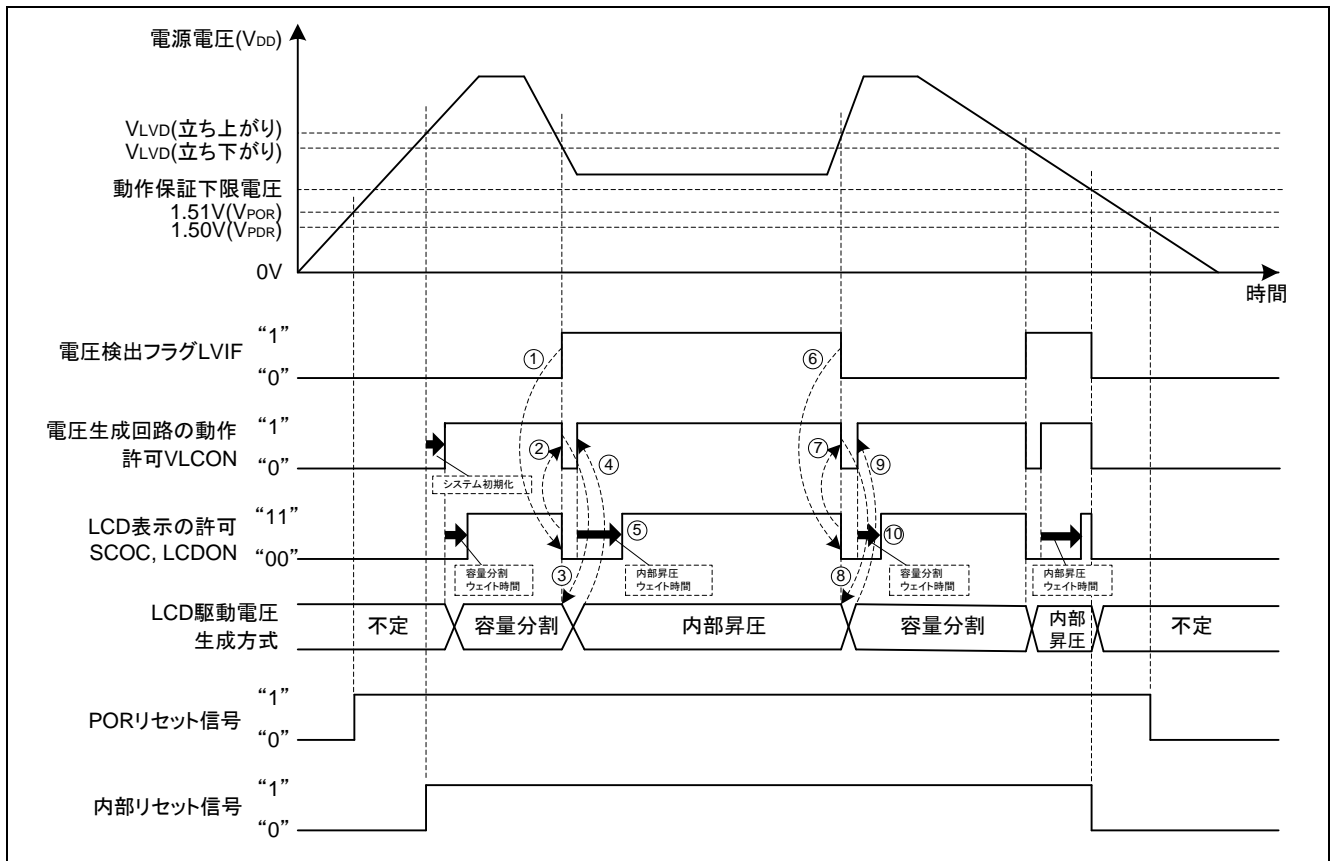 電源電圧(VDD)
VLVD(立ち上がり)
VLVD(立ち下がり)
動作保証下限電圧
1.51V(VPOR)
1.50V(VPDR)
0V
時間
“1”
電圧検出フラグLVIF
“0”
①
⑥
電圧生成回路の動作
許可VLCON
“1”
“0”
システム初期化
②
④
⑦
⑨
LCD表示の許可
SCOC, LCDON
“11”
“00”
容量分割
ウェイト時間
③
内部昇圧
ウェイト時間
⑤
⑧
容量分割
ウェイト時間
⑩
内部昇圧
ウェイト時間
LCD駆動電圧
生成方式
不定
容量分割
内部昇圧
容量分割
内部
昇圧
不定
“1”
PORリセット信号
“0”
“1”
内部リセット信号
“0”